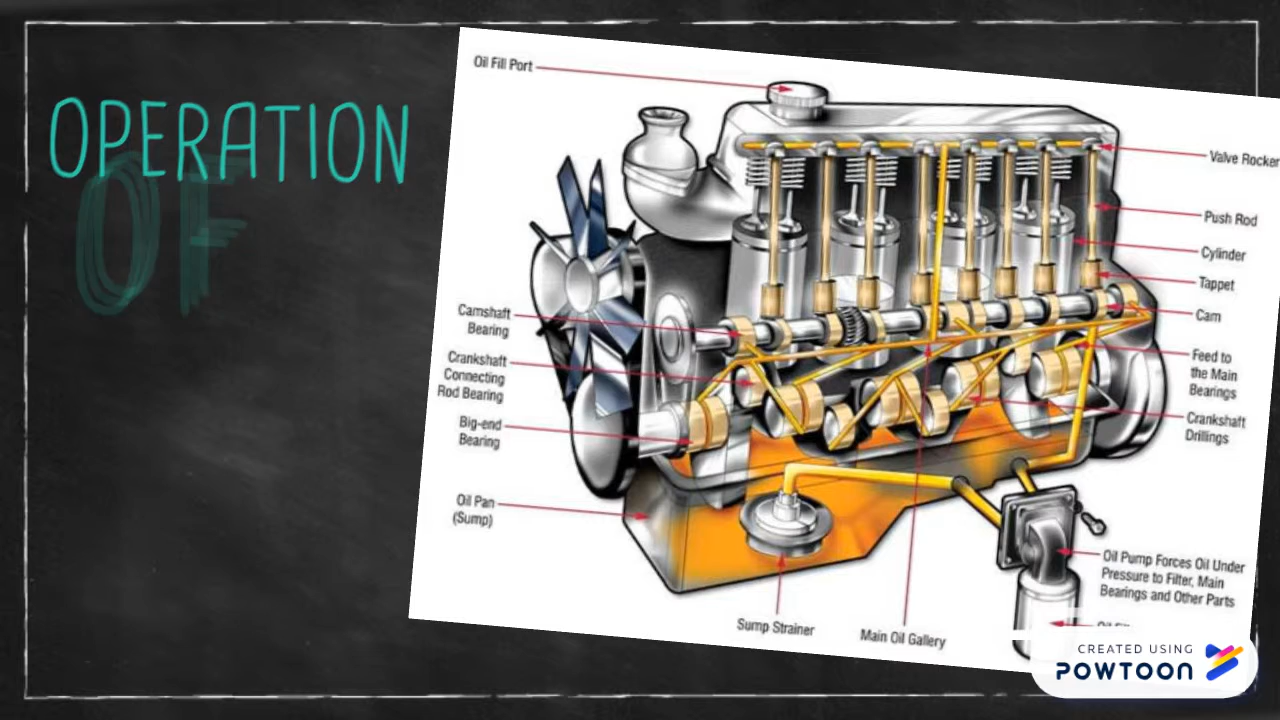 OPERATION
OF
Oil Fill Port
Valve Rocker
Push Rod
Cylinder
Tappet
Cam
Feed to
the Main
Bearings
Crankshaft
Drillings
Camshaft
Bearing
Crankshaft
Connecting
Rod Bearing
Big-end
Bearing
Oil Pan
(Sump)
Sump Strainer
Main Oil Gallery
Oil Pump Forces Oil Under
Pressure to Filter, Main
Bearings and Other Parts
CREATED USING
POWTOON